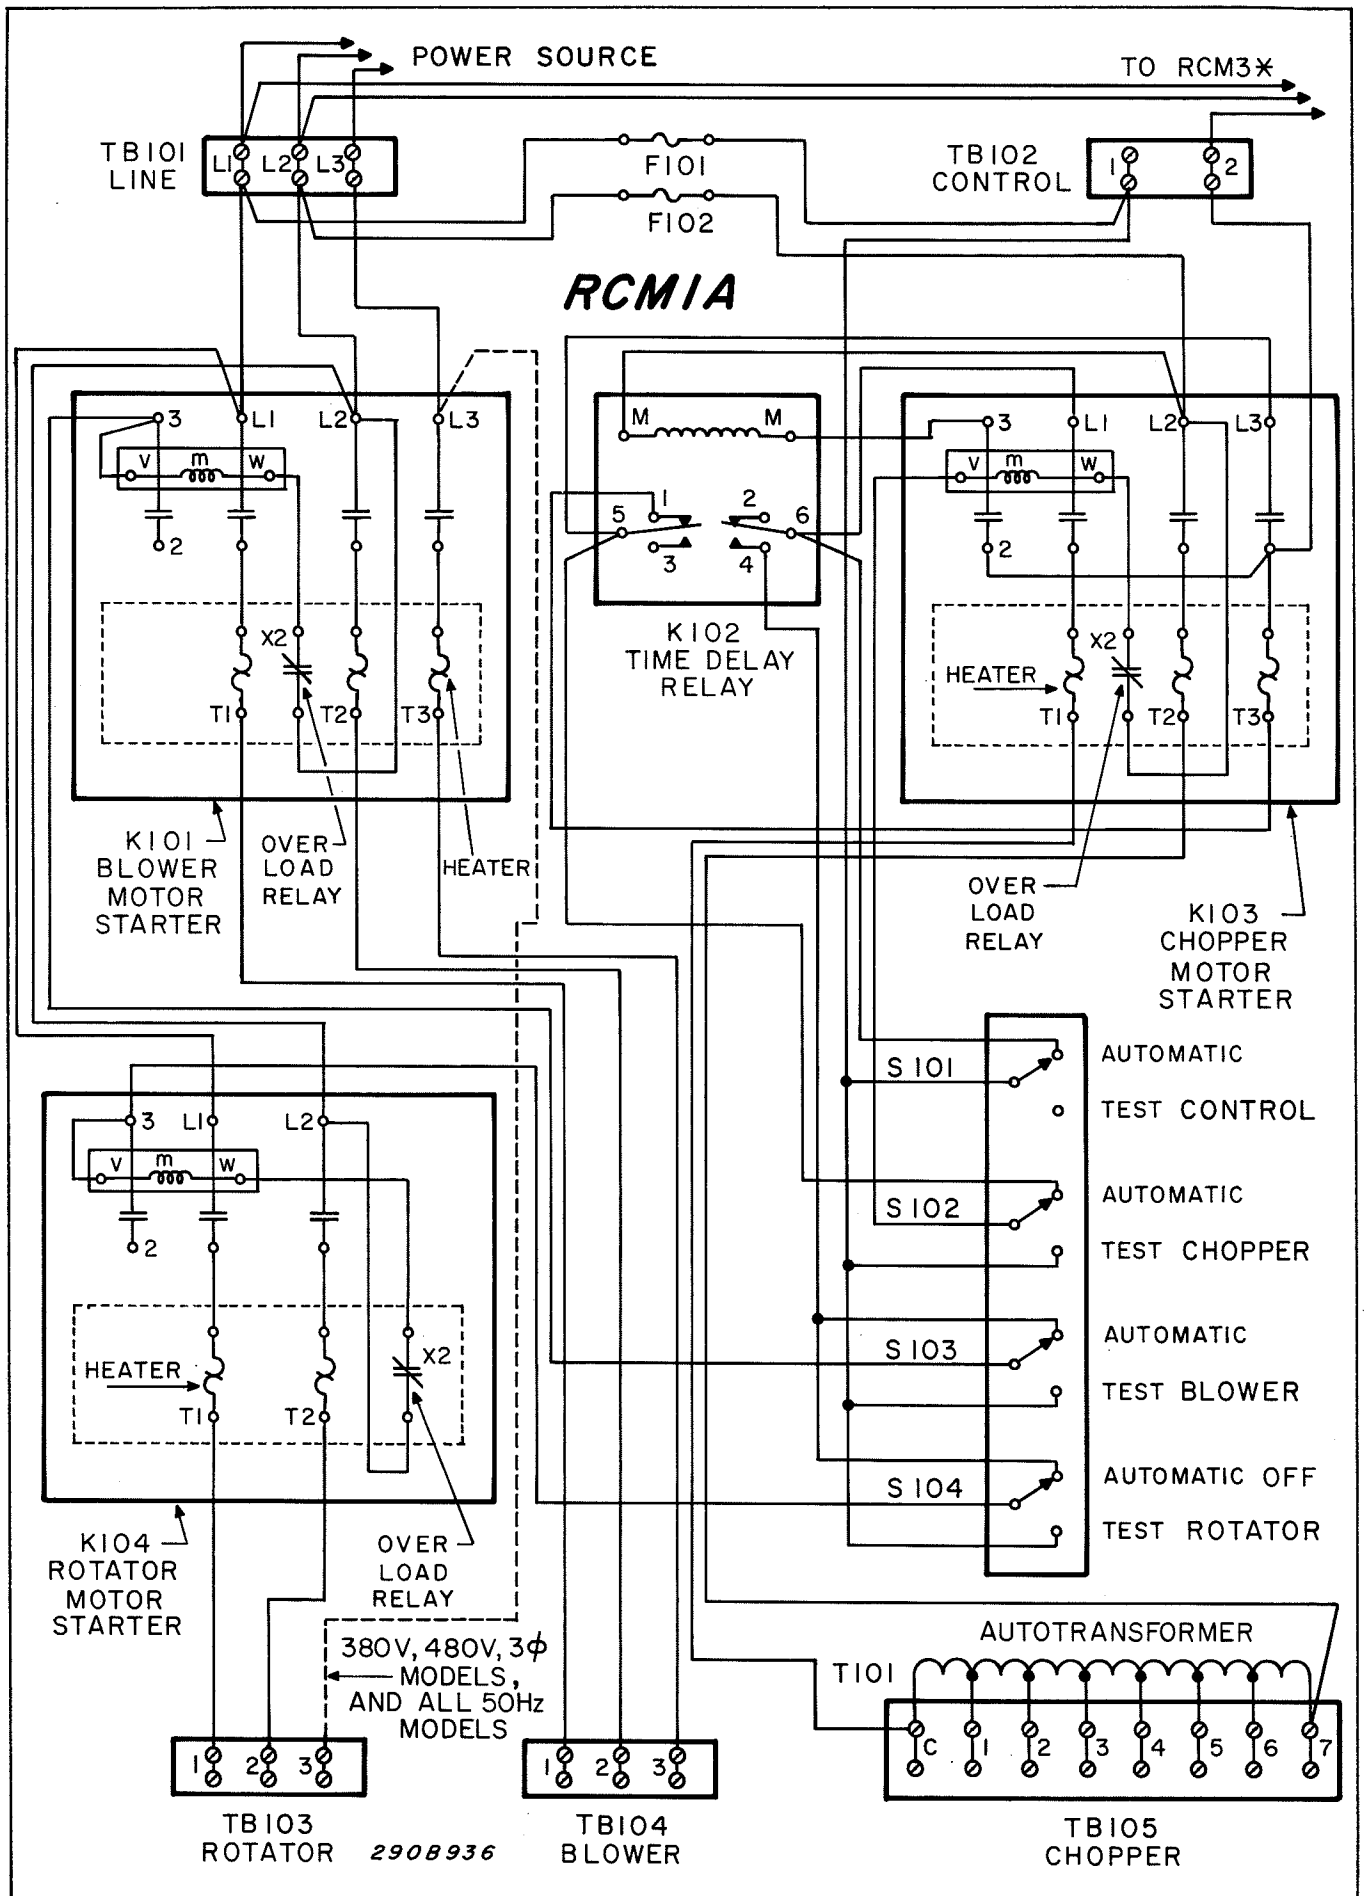 POWER SOURCE
TO RCM3*
TB101
LINE
L1 L2 L3
F101
F102
TB102
CONTROL
1 2
RCM1A
3 L1 L2 L3
V m W
2
X2
T1 T2 T3
K101
BLOWER
MOTOR
STARTER
OVER
LOAD
RELAY
HEATER
M M
1 2
5 6
3 4
K102
TIME DELAY
RELAY
3 L1 L2 L3
V m W
2
HEATER
X2
T1 T2 T3
OVER
LOAD
RELAY
K103
CHOPPER
MOTOR
STARTER
3 L1 L2
V m W
2
HEATER
X2
T1 T2
K104
ROTATOR
MOTOR
STARTER
OVER
LOAD
RELAY
S101
AUTOMATIC
TEST CONTROL
S102
AUTOMATIC
TEST CHOPPER
S103
AUTOMATIC
TEST BLOWER
S104
AUTOMATIC OFF
TEST ROTATOR
380V, 480V, 3ϕ
MODELS,
AND ALL 50Hz
MODELS
AUTOTRANSFORMER
T101
1 2 3
TB103
ROTATOR
290B936
1 2 3
TB104
BLOWER
C 1 2 3 4 5 6 7
TB105
CHOPPER